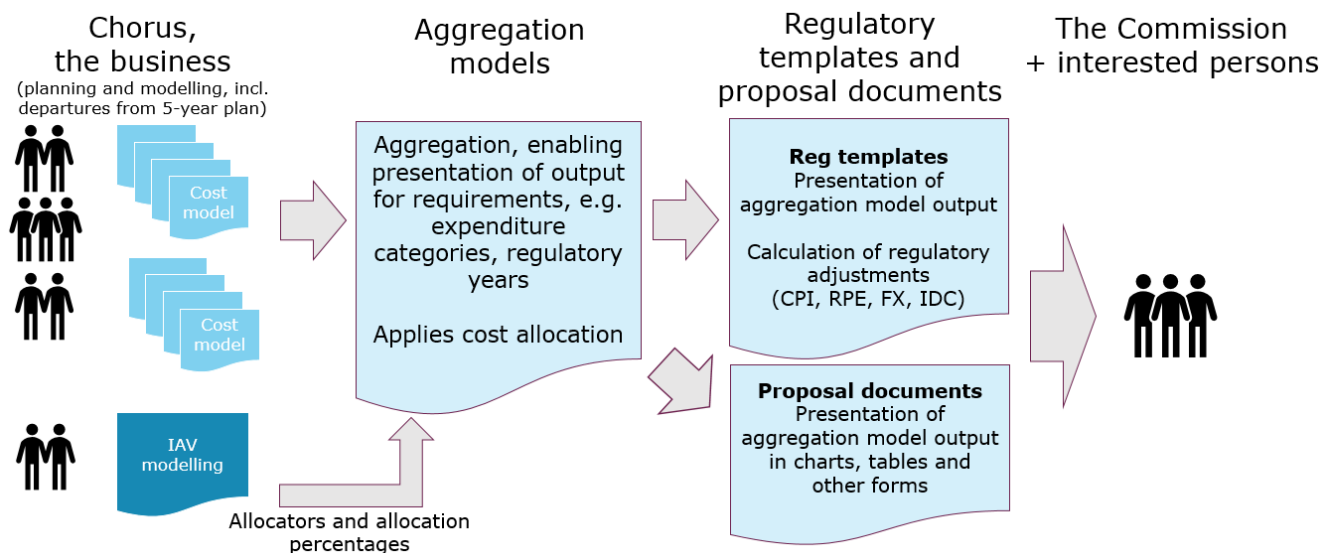 Chorus,
the business
(planning and modelling, incl.
departures from 5-year plan)
Cost
model
Cost
model
IAV
modelling
Allocators and allocation
percentages
Aggregation
models
Aggregation, enabling
presentation of output
for requirements, e.g.
expenditure
categories, regulatory
years
Applies cost allocation
Regulatory
templates and
proposal documents
Reg templates
Presentation of
aggregation model output
Calculation of regulatory
adjustments
(CPI, RPE, FX, IDC)
Proposal documents
Presentation of
aggregation model output
in charts, tables and
other forms
The Commission
+ interested persons